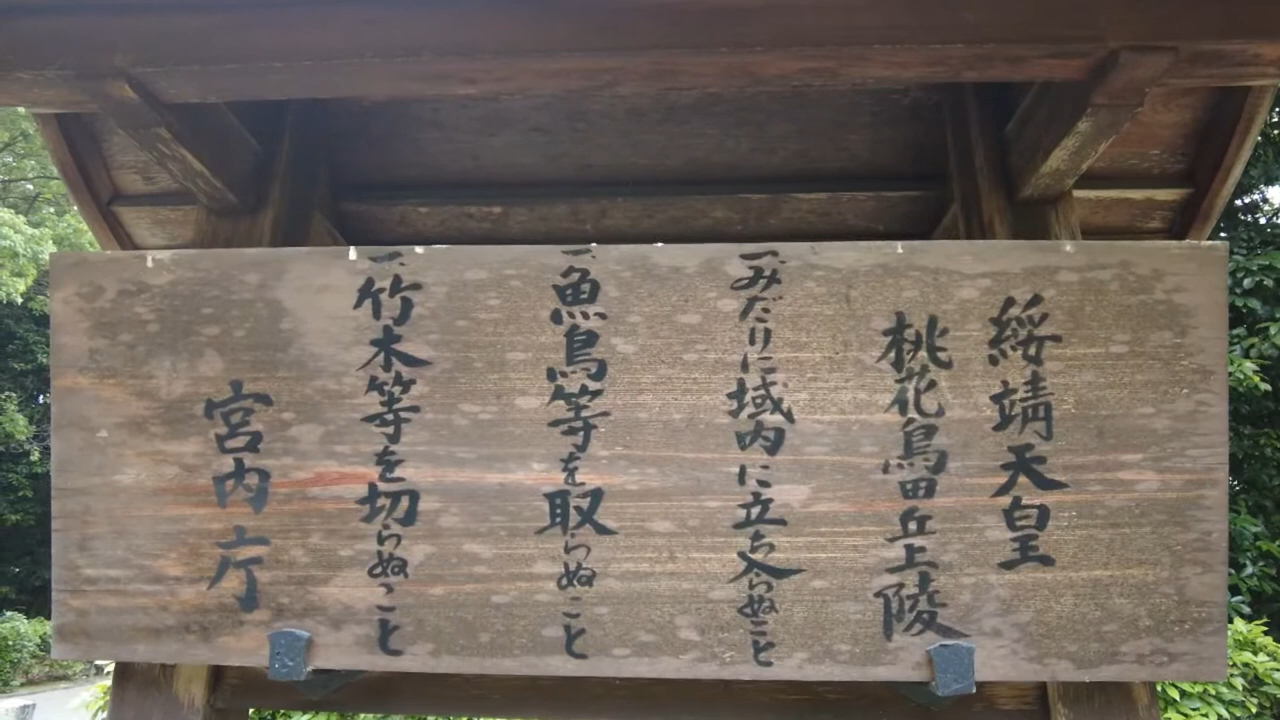 綏靖天皇
桃花鳥田丘上陵
一、みだりに域内に立ち入らぬこと
一、魚鳥等を取らぬこと
一、竹木等を切らぬこと
宮内庁